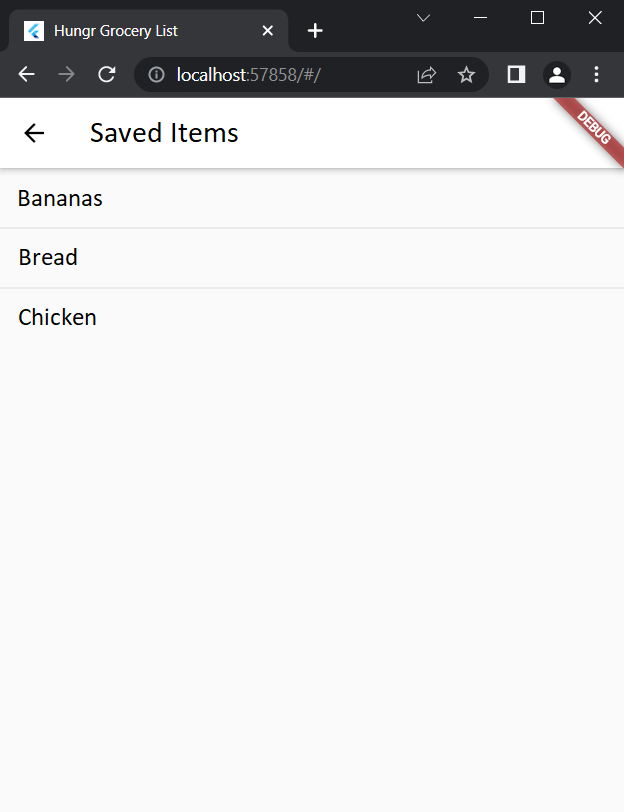 Hungr Grocery List
localhost:57858/#/
Saved Items
DEBUG
Bananas
Bread
Chicken